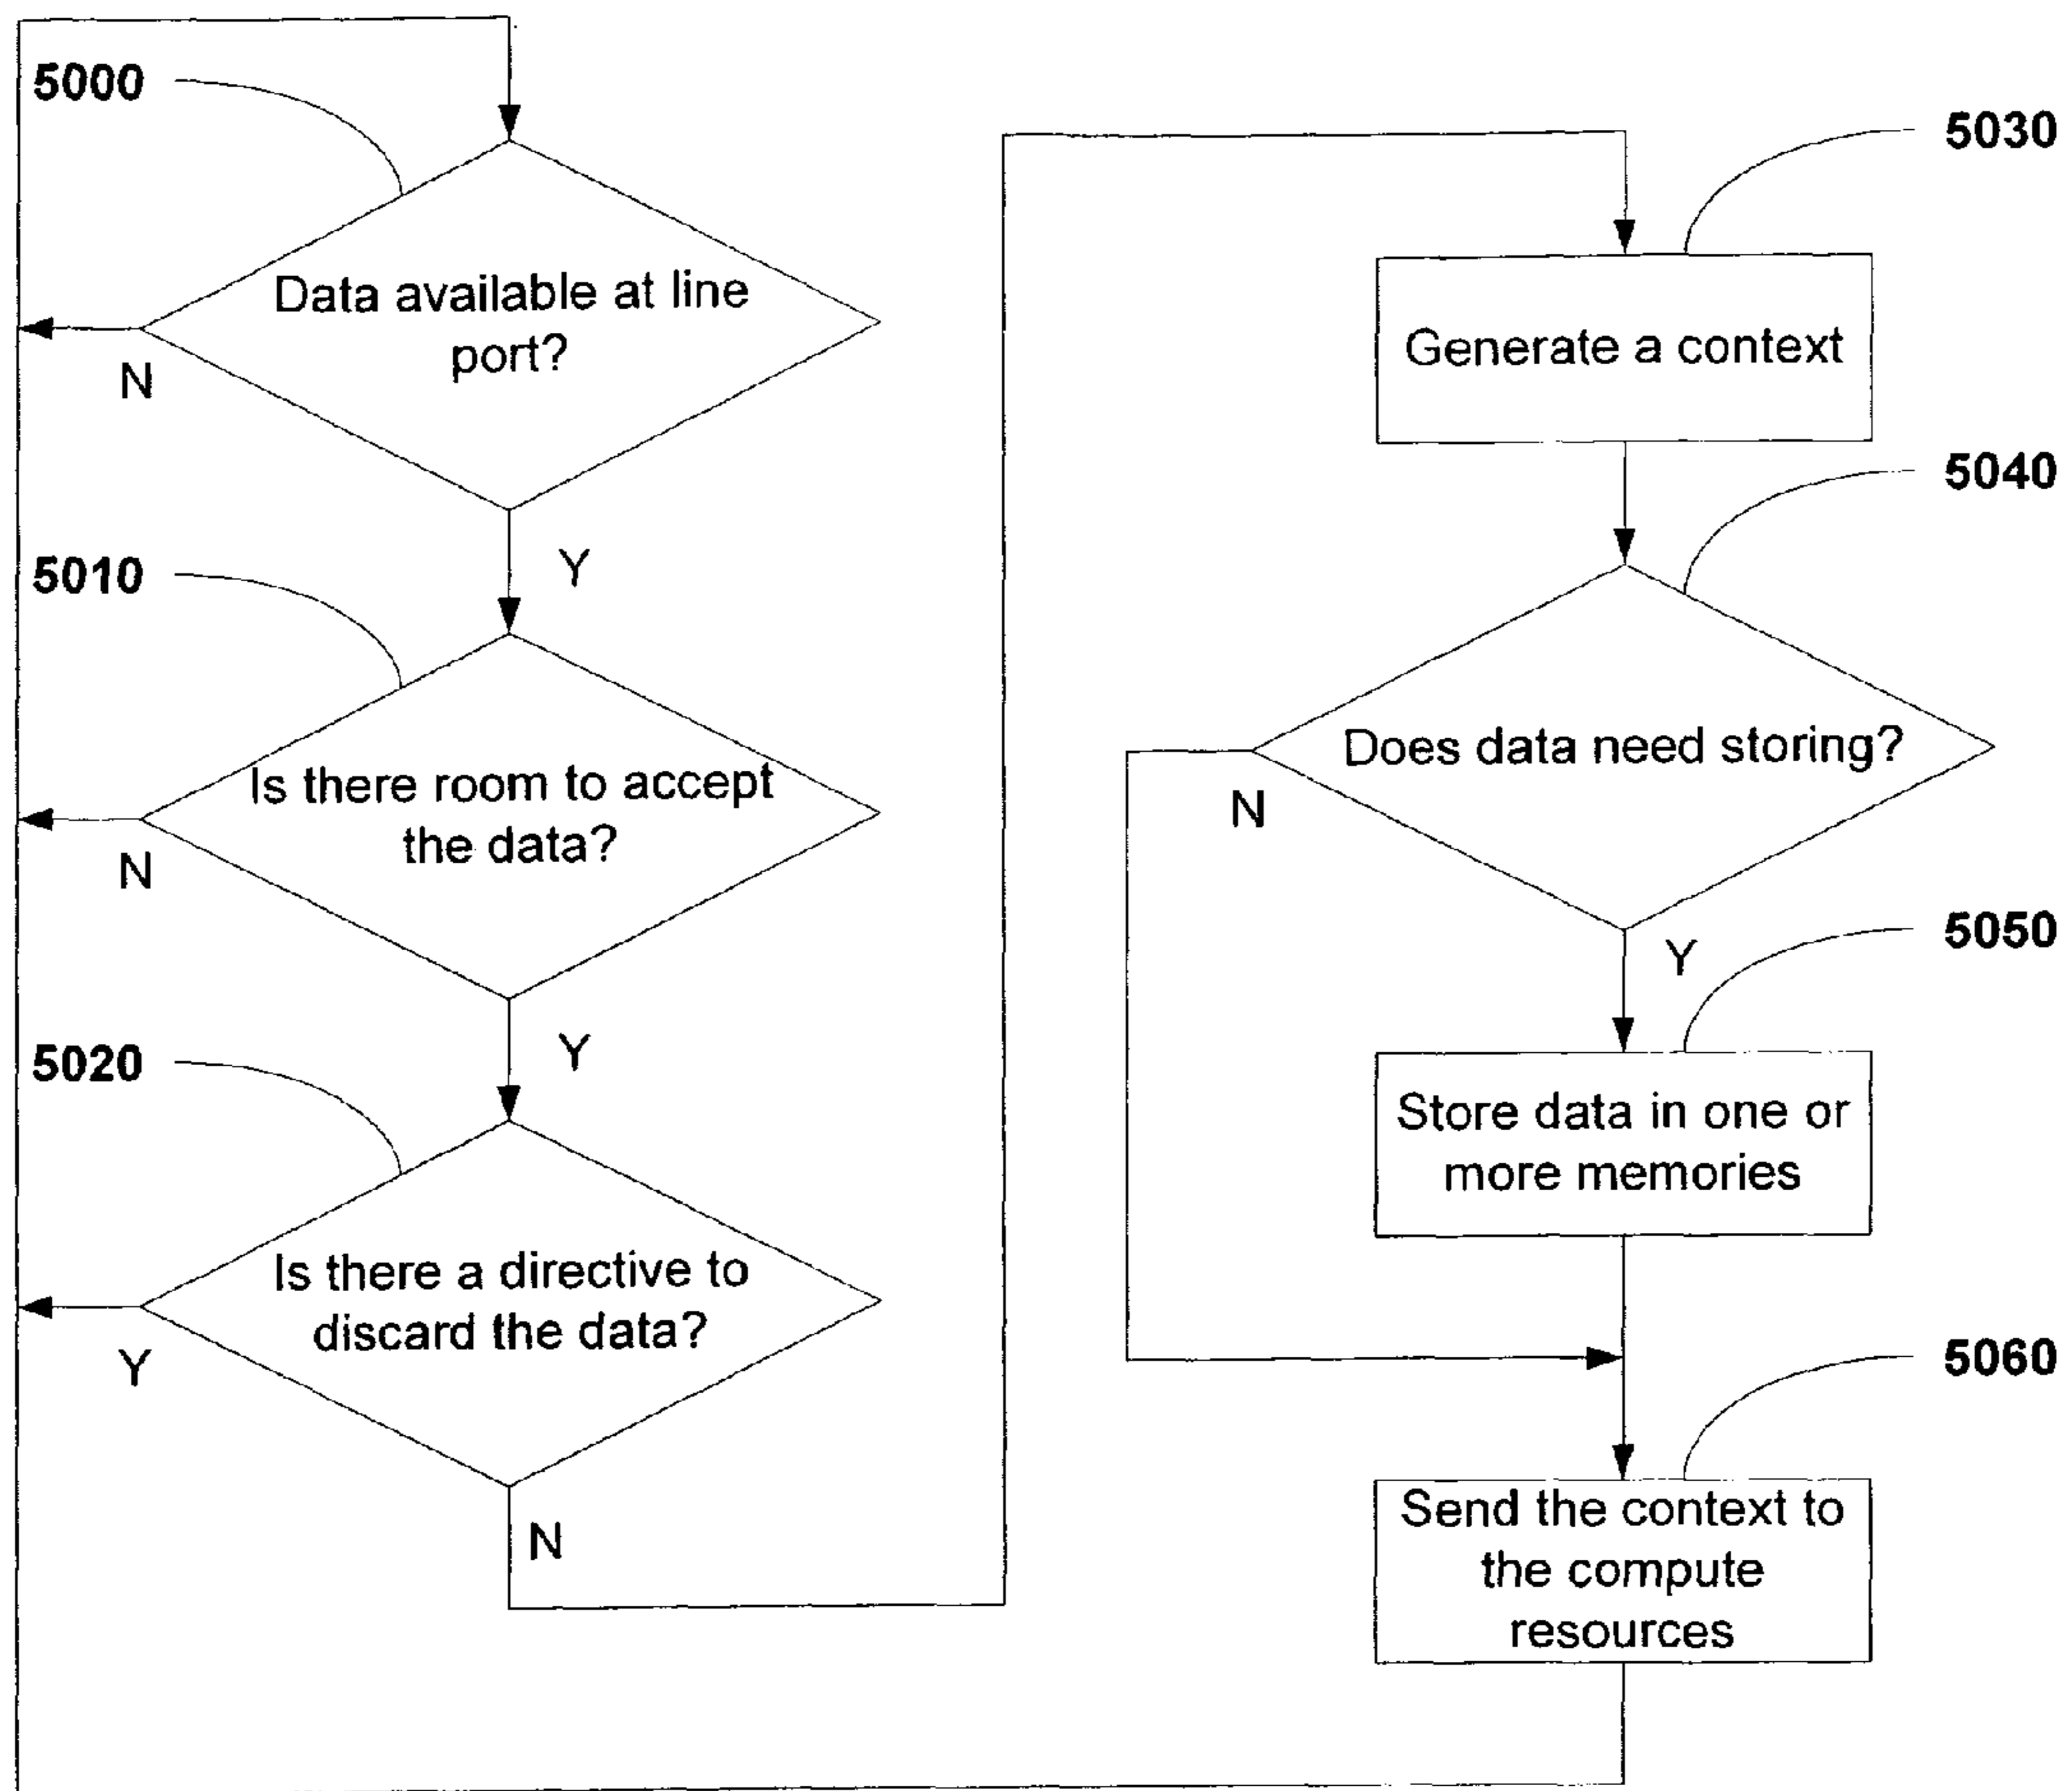 5000
Data available at line
port?
N
Y
5010
Is there room to accept
the data?
N
Y
5020
Is there a directive to
discard the data?
Y
N
5030
Generate a context
5040
Does data need storing?
N
Y
5050
Store data in one or
more memories
5060
Send the context to
the compute
resources